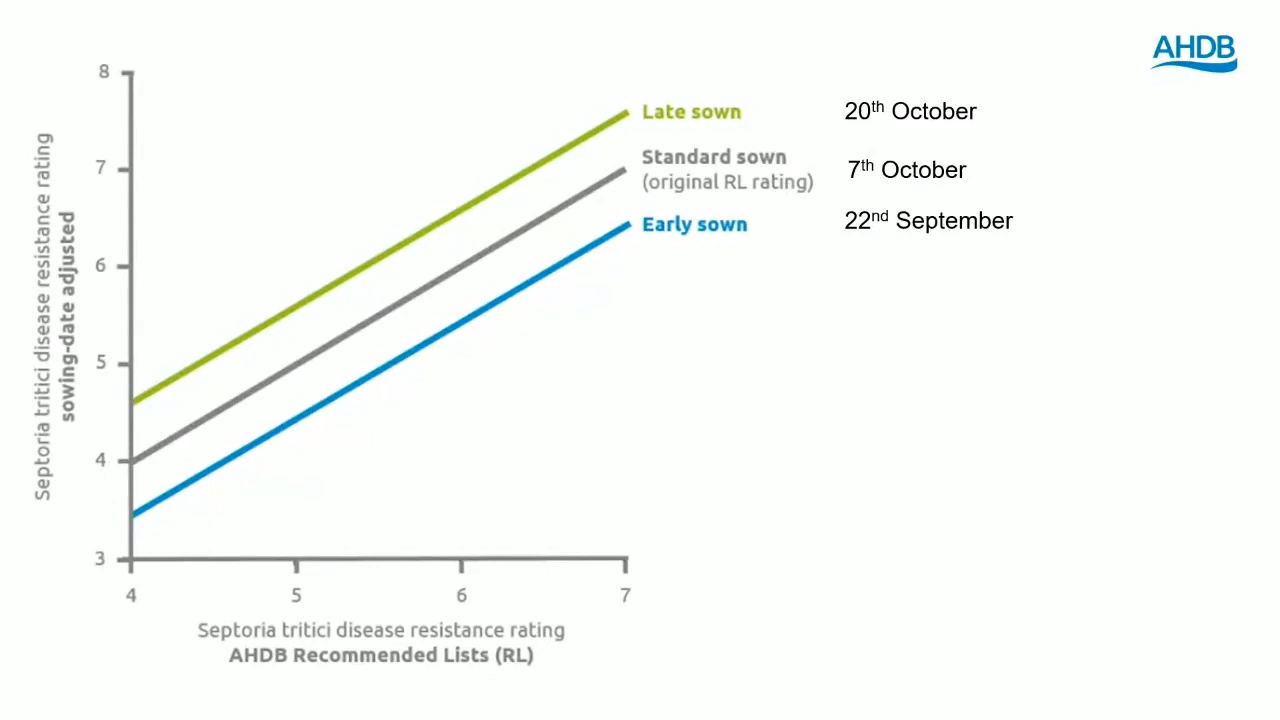 AHDB
8
7
6
5
4
3
Septoria tritici disease resistance rating
sowing-date adjusted
Late sown
20th October
Standard sown
(original RL rating)
7th October
Early sown
22nd September
4
5
6
7
Septoria tritici disease resistance rating
AHDB Recommended Lists (RL)